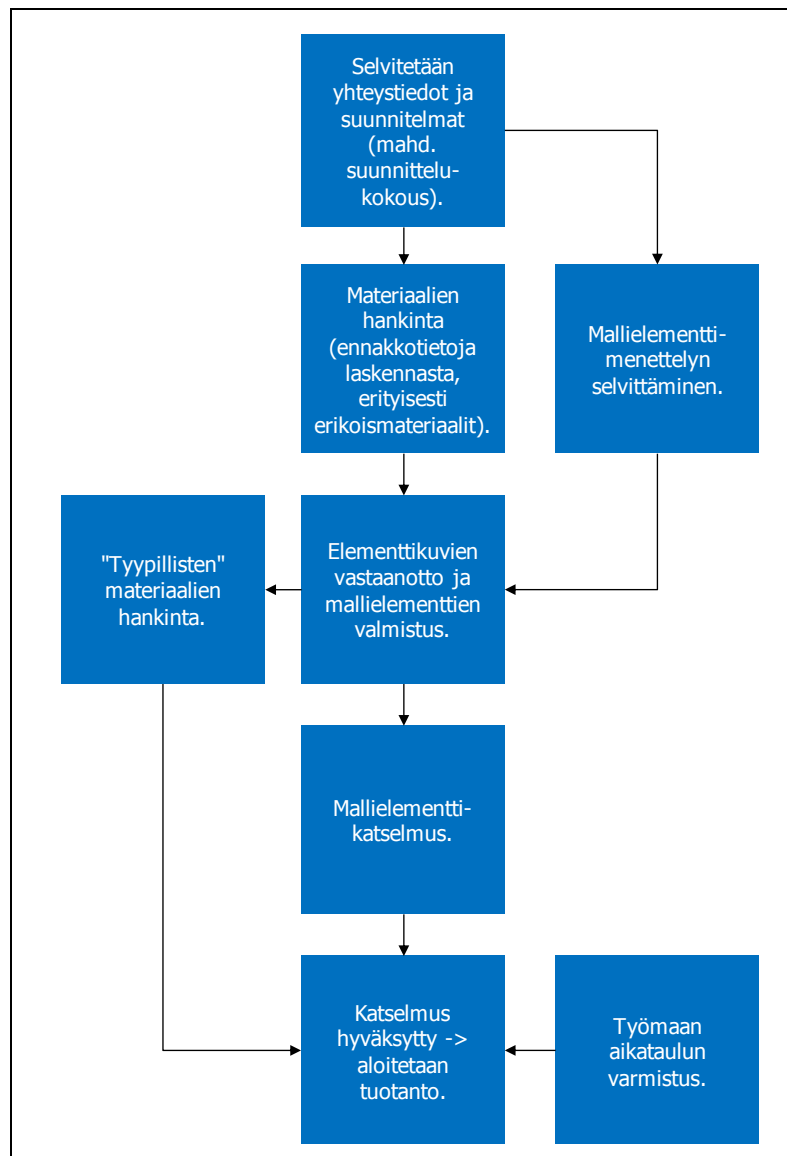 Selvitetään
yhteystiedot ja
suunnitelmat
(mahd.
suunnittelu-
kokous).
Materiaalien
hankinta
(ennakkotietoja
laskennasta,
erityisesti
erikoismateriaalit).
Mallielementti-
menettelyn
selvittäminen.
"Tyypillisten"
materiaalien
hankinta.
Elementtikuvien
vastaanotto ja
mallielementtien
valmistus.
Mallielementti-
katselmus.
Katselmus
hyväksytty ->
aloitetaan
tuotanto.
Työmaan
aikataulun
varmistus.